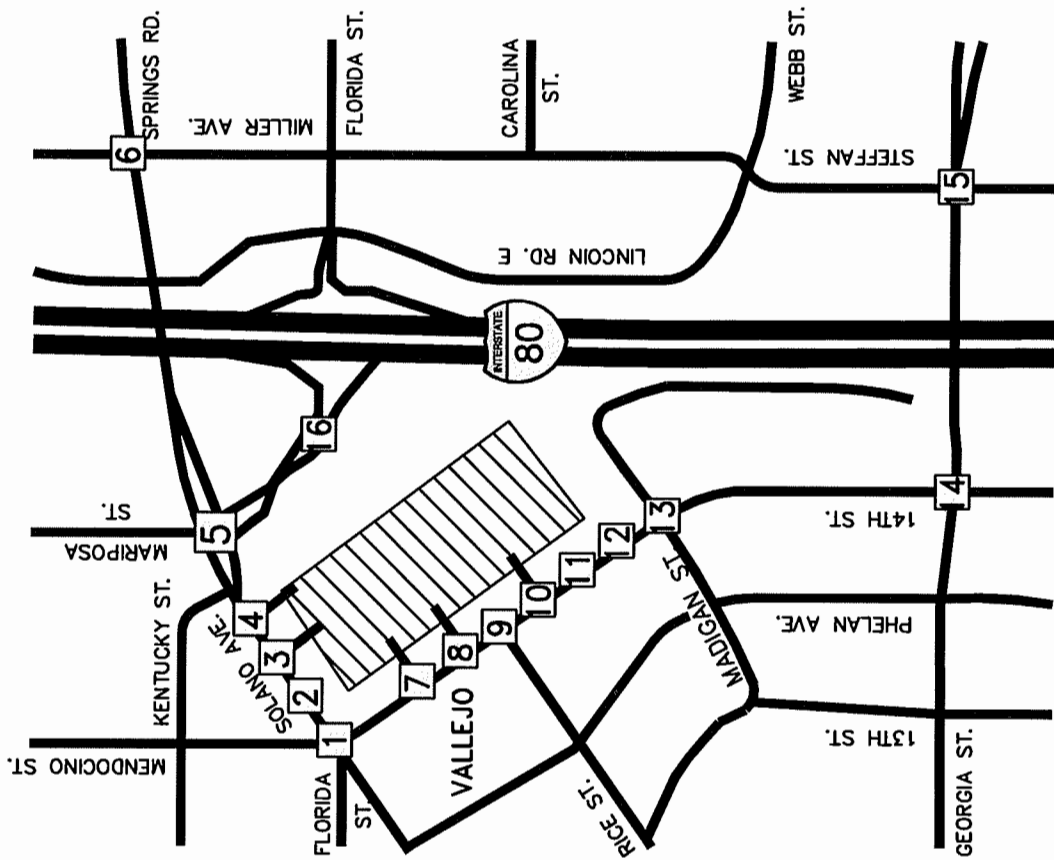 SPRINGS RD.
FLORIDA ST.
CAROLINA
ST.
WEBB ST.
MILLER AVE.
STEFFAN ST.
6
15
LINCOIN RD. E
INTERSTATE
80
16
MARIPOSA
ST.
5
KENTUCKY ST.
SOLANO AVE.
4
3
2
1
MENDOCINO ST.
FLORIDA
ST.
VALLEJO
7
8
9
10
11
12
13
14
14TH ST.
MADIGAN ST.
PHELAN AVE.
RICE ST.
13TH ST.
GEORGIA ST.